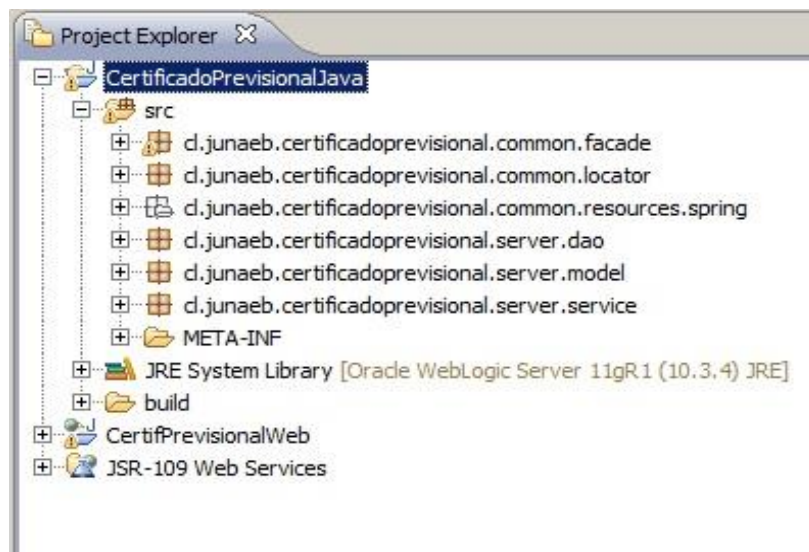 Project Explorer
CertificadoPrevisionalJava
src
cl.junaeb.certificadoprevisional.common.facade
cl.junaeb.certificadoprevisional.common.locator
cl.junaeb.certificadoprevisional.common.resources.spring
cl.junaeb.certificadoprevisional.server.dao
cl.junaeb.certificadoprevisional.server.model
cl.junaeb.certificadoprevisional.server.service
META-INF
JRE System Library [Oracle WebLogic Server 11gR1 (10.3.4) JRE]
build
CertifPrevisionalWeb
JSR-109 Web Services